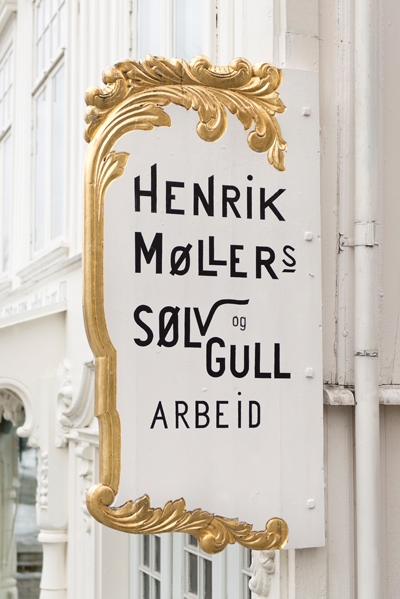 HENRiK
MØLLERS
SØLV og
GULL
ARBEiD